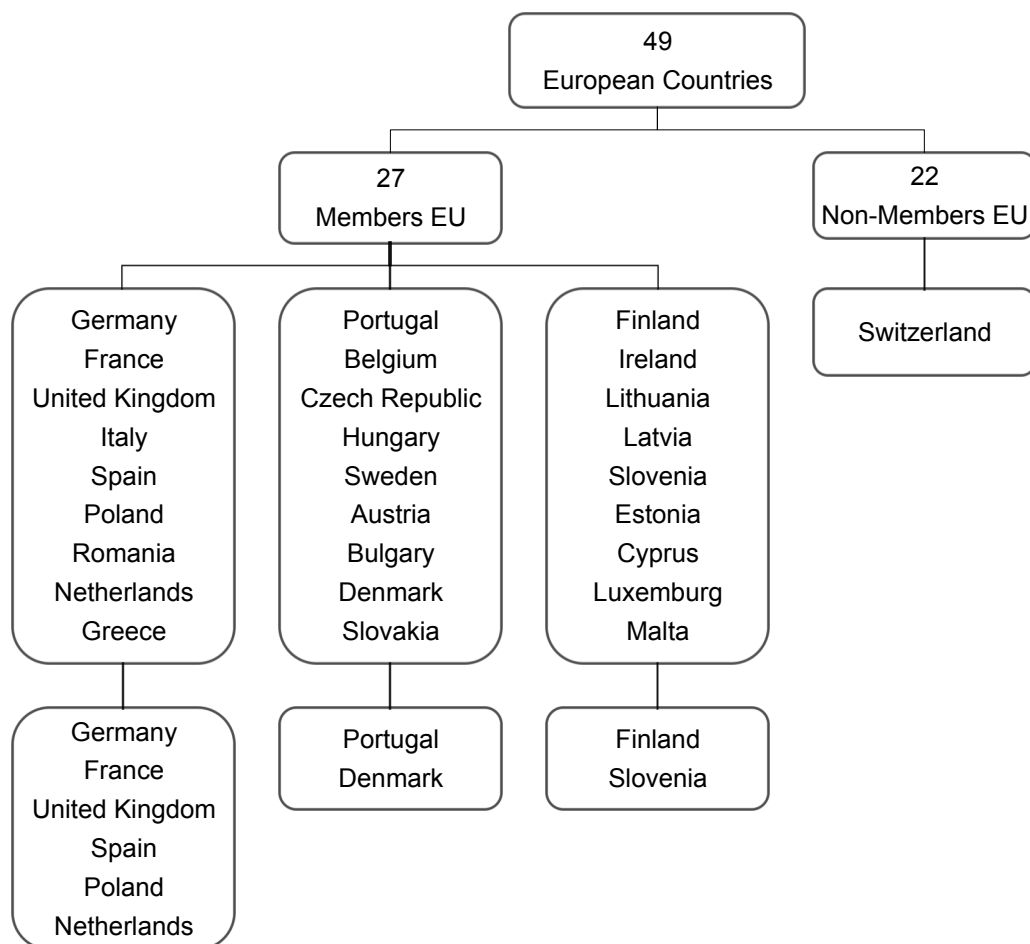 49
European Countries
27
Members EU
22
Non-Members EU
Germany
France
United Kingdom
Italy
Spain
Poland
Romania
Netherlands
Greece
Portugal
Belgium
Czech Republic
Hungary
Sweden
Austria
Bulgary
Denmark
Slovakia
Finland
Ireland
Lithuania
Latvia
Slovenia
Estonia
Cyprus
Luxemburg
Malta
Switzerland
Germany
France
United Kingdom
Spain
Poland
Netherlands
Portugal
Denmark
Finland
Slovenia